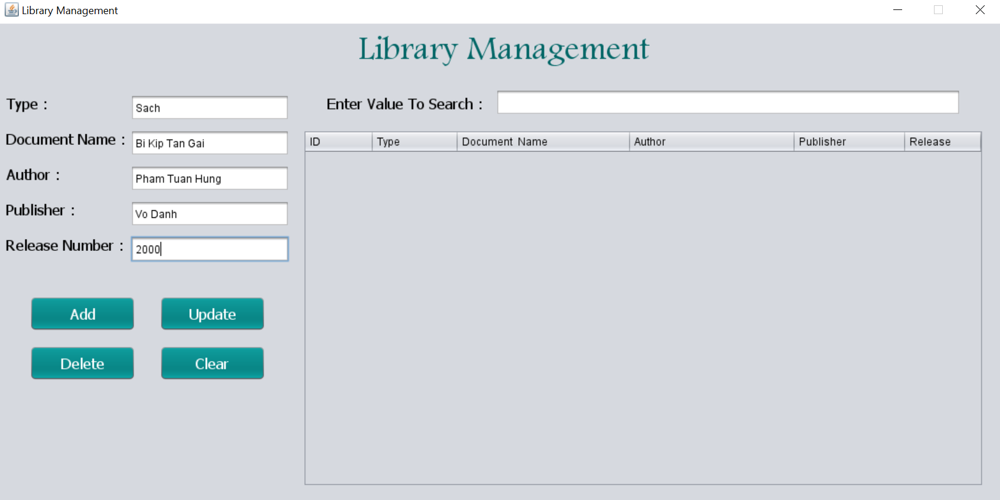 Library Management
Library Management
Type :
Sach
Document Name :
Bi Kip Tan Gai
Author :
Pham Tuan Hung
Publisher :
Vo Danh
Release Number :
2000
Add
Update
Delete
Clear
Enter Value To Search :
ID Type Document Name Author Publisher Release